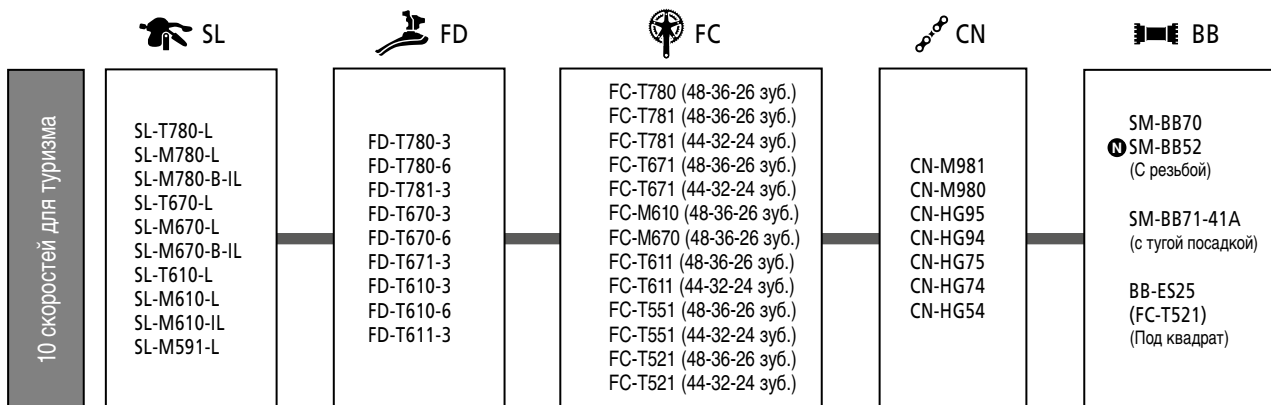 SL
FD
FC
CN
BB
10 скоростей для туризма
SL-T780-L
SL-M780-L
SL-M780-B-IL
SL-T670-L
SL-M670-L
SL-M670-B-IL
SL-T610-L
SL-M610-L
SL-M610-IL
SL-M591-L
FD-T780-3
FD-T780-6
FD-T781-3
FD-T670-3
FD-T670-6
FD-T671-3
FD-T610-3
FD-T610-6
FD-T611-3
FC-T780 (48-36-26 зуб.)
FC-T781 (48-36-26 зуб.)
FC-T781 (44-32-24 зуб.)
FC-T671 (48-36-26 зуб.)
FC-T671 (44-32-24 зуб.)
FC-M610 (48-36-26 зуб.)
FC-M670 (48-36-26 зуб.)
FC-T611 (48-36-26 зуб.)
FC-T611 (44-32-24 зуб.)
FC-T551 (48-36-26 зуб.)
FC-T551 (44-32-24 зуб.)
FC-T521 (48-36-26 зуб.)
FC-T521 (44-32-24 зуб.)
CN-M981
CN-M980
CN-HG95
CN-HG94
CN-HG75
CN-HG74
CN-HG54
SM-BB70
N SM-BB52
(С резьбой)
SM-BB71-41A
(с тугой посадкой)
BB-ES25
(FC-T521)
(Под квадрат)